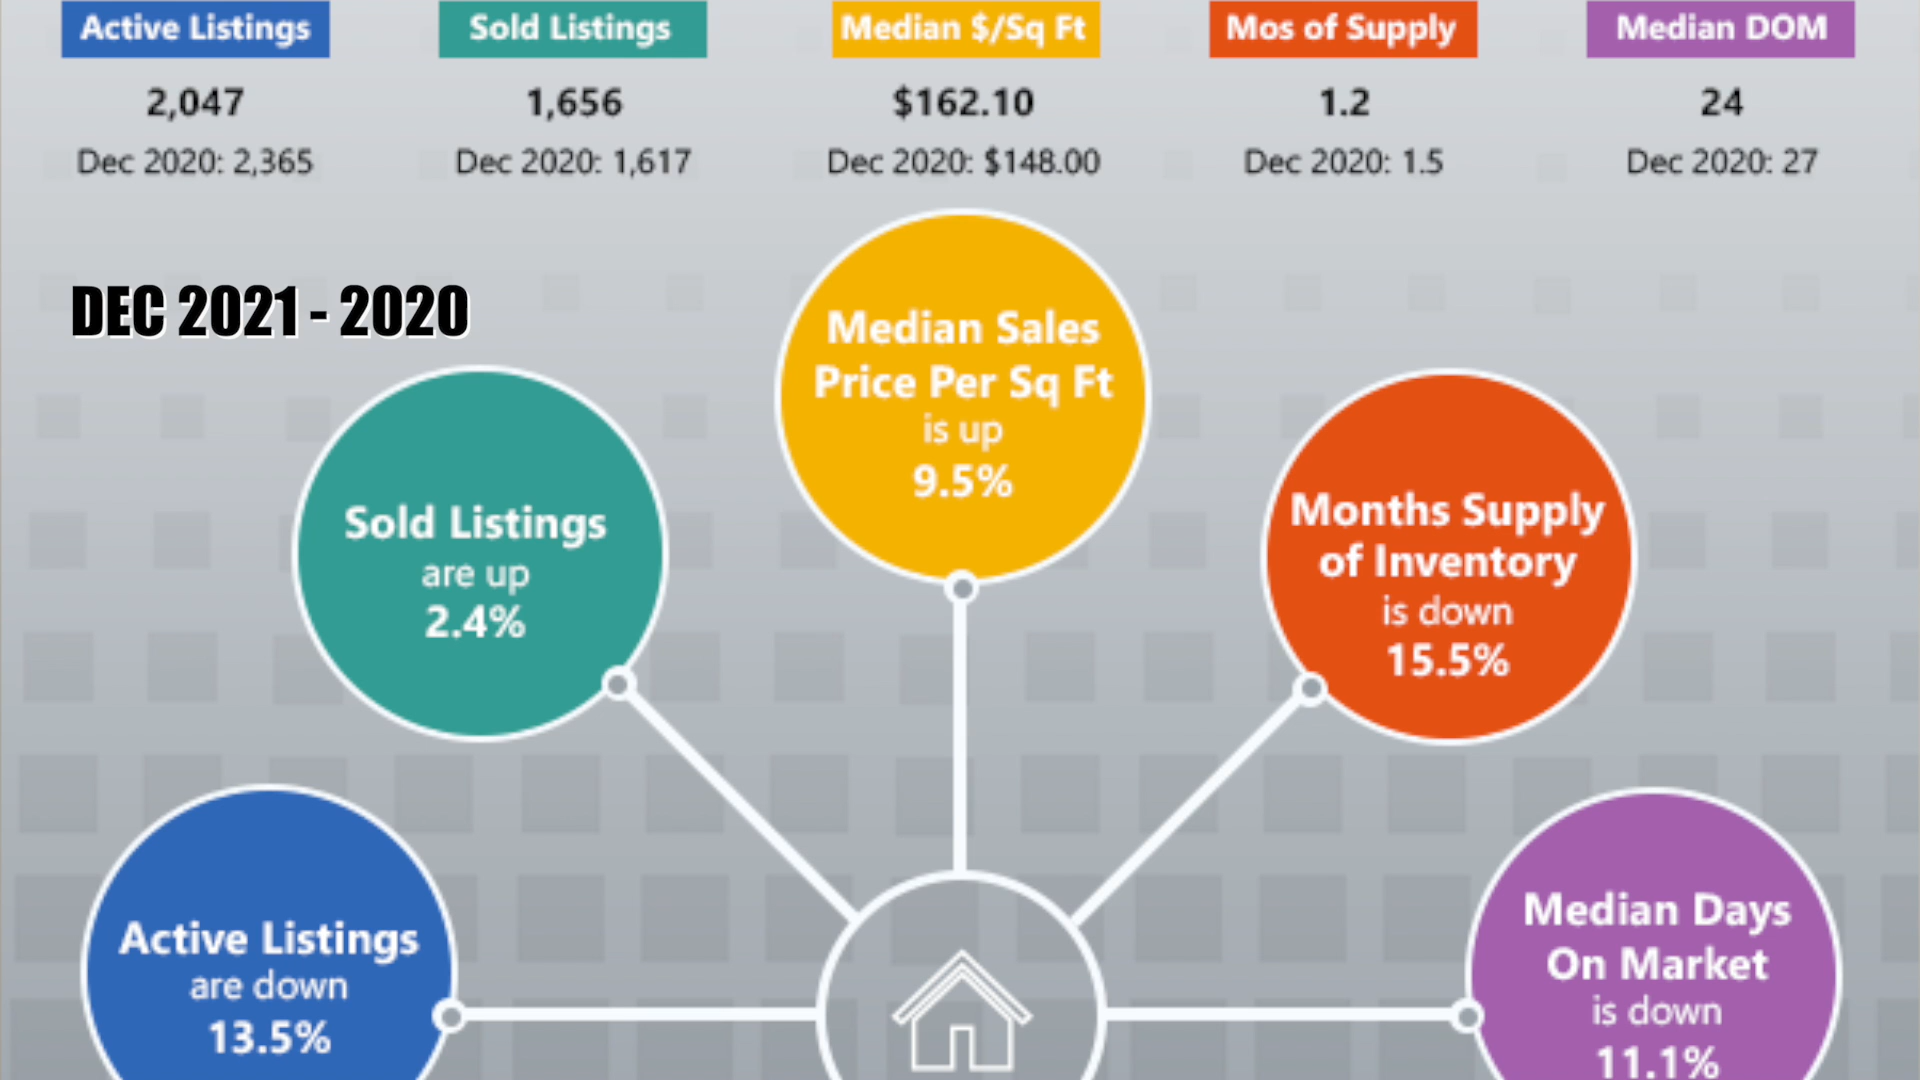 Active Listings
Sold Listings
Median $/Sq Ft
Mos of Supply
Median DOM
2,047
1,656
$162.10
1.2
24
Dec 2020: 2,365
Dec 2020: 1,617
Dec 2020: $148.00
Dec 2020: 1.5
Dec 2020: 27
DEC 2021 - 2020
Median Sales
Price Per Sq Ft
is up
9.5%
Sold Listings
are up
2.4%
Months Supply
of Inventory
is down
15.5%
Active Listings
are down
13.5%
Median Days
On Market
is down
11.1%